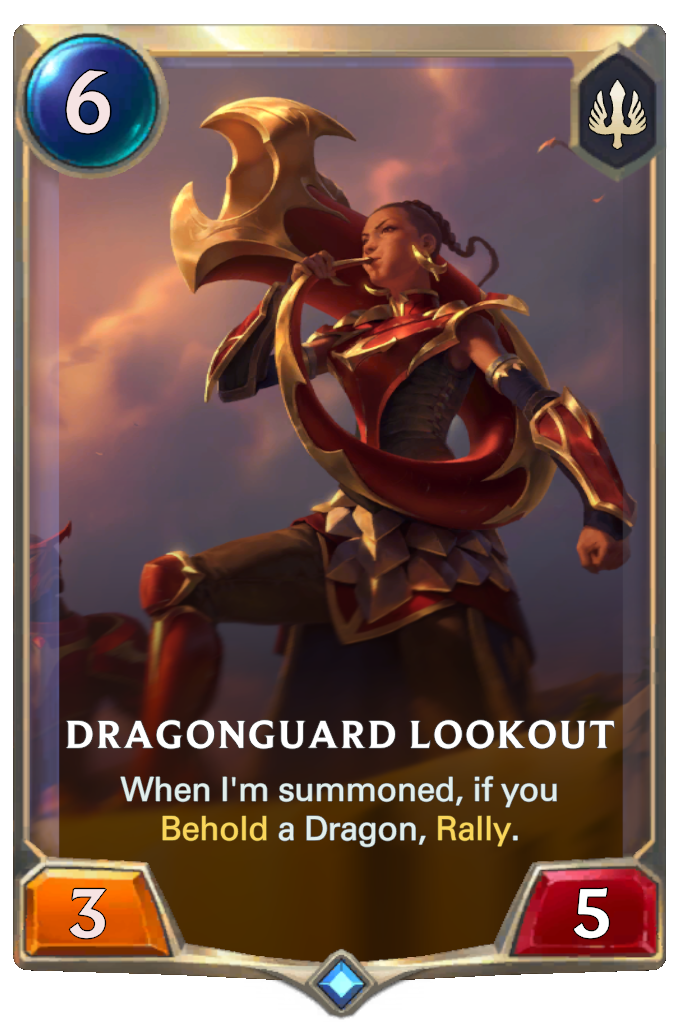 6
DRAGONGUARD LOOKOUT
When I'm summoned, if you
Behold a Dragon, Rally.
3
5